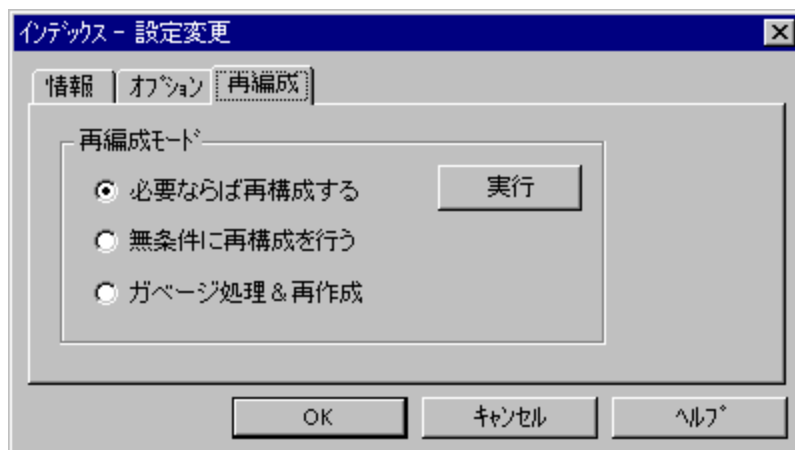 インデックス - 設定変更
情報 オプション 再編成
再編成モード
必要ならば再構成する 実行
無条件に再構成を行う
ガベージ処理&再作成
OK キャンセル ヘルプ